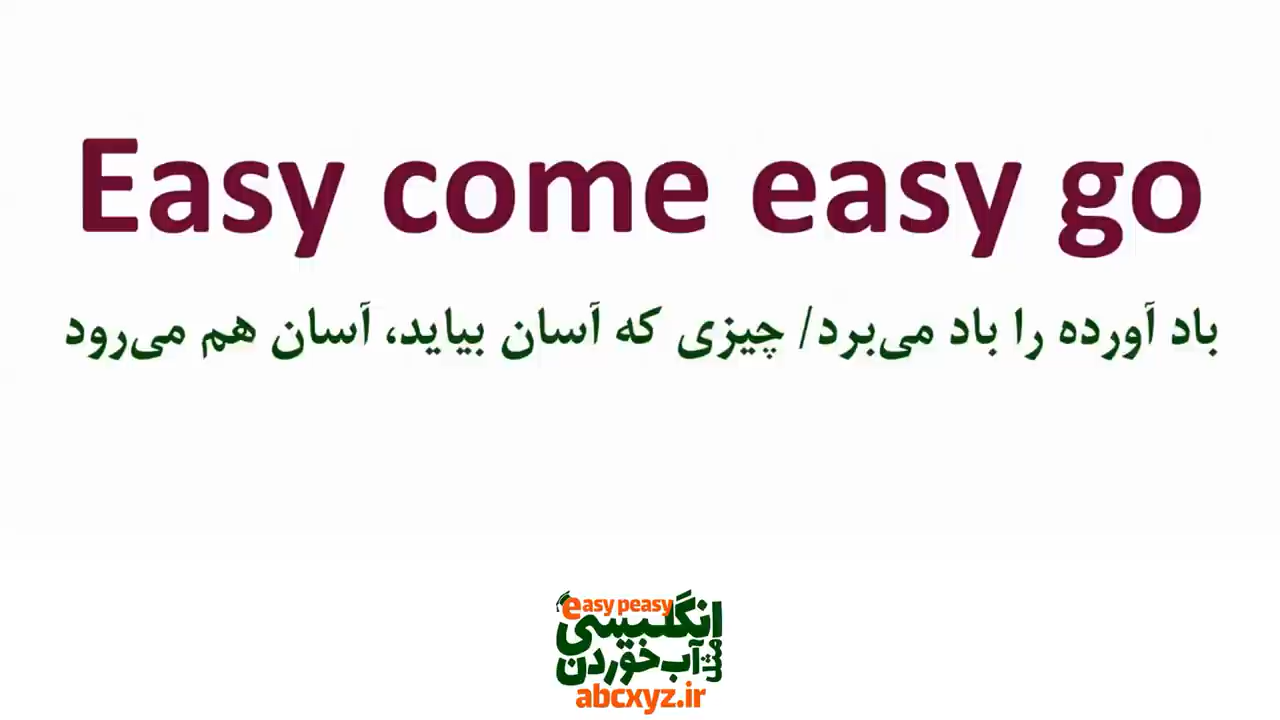 Easy come easy go
باد آورده را باد می‌برد/ چیزی که آسان بیاید، آسان هم می‌رود
easy peasy
انگلیسی
مثل آب خوردن
abcxyz.ir